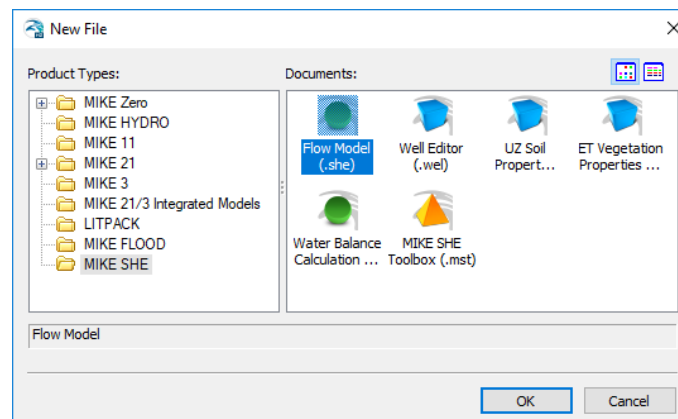 New File
Product Types:
MIKE Zero
MIKE HYDRO
MIKE 11
MIKE 21
MIKE 3
MIKE 21/3 Integrated Models
LITPACK
MIKE FLOOD
MIKE SHE
Documents:
Flow Model
(.she)
Well Editor
(.wel)
UZ Soil
Propert...
ET Vegetation
Properties ...
Water Balance
Calculation ...
MIKE SHE
Toolbox (.mst)
Flow Model
OK
Cancel